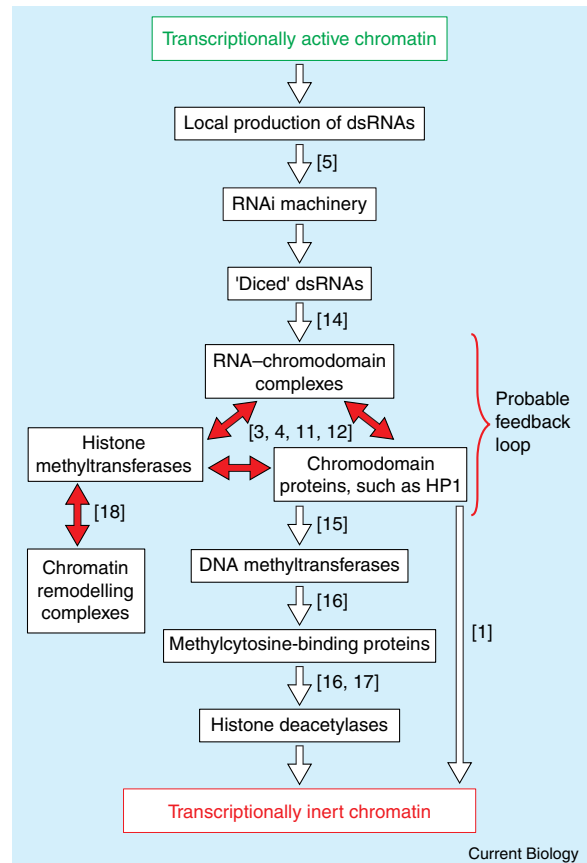 Transcriptionally active chromatin
Local production of dsRNAs
[5]
RNAi machinery
'Diced' dsRNAs
[14]
RNA–chromodomain
complexes
Probable
feedback
loop
[3, 4, 11, 12]
Histone
methyltransferases
Chromodomain
proteins, such as HP1
[18]
[15]
Chromatin
remodelling
complexes
DNA methyltransferases
[16]
[1]
Methylcytosine-binding proteins
[16, 17]
Histone deacetylases
Transcriptionally inert chromatin
Current Biology